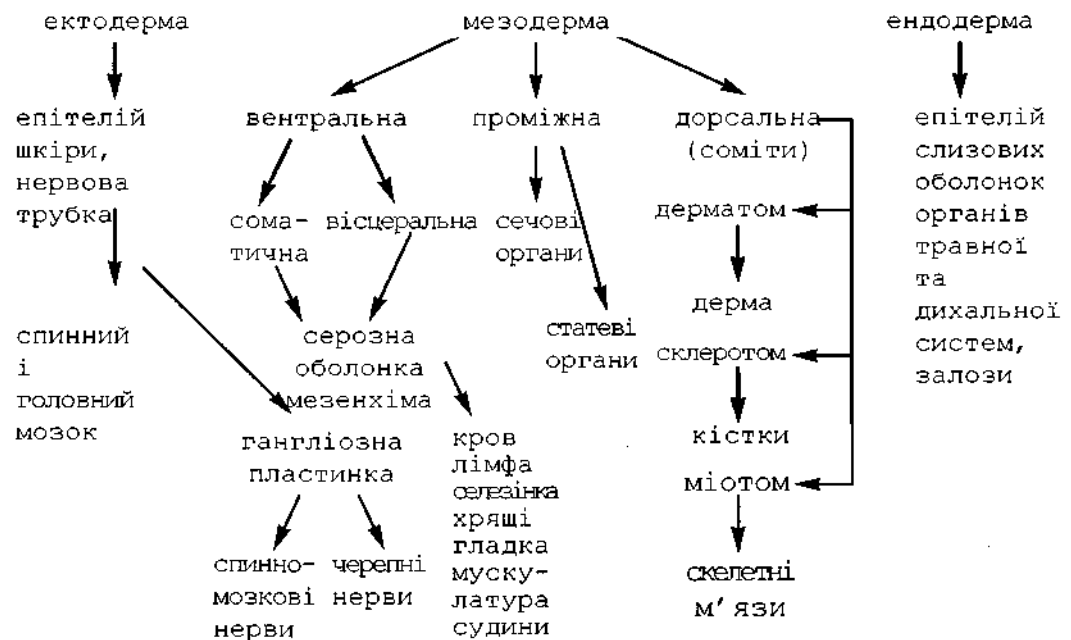 ектодерма
мезодерма
ендодерма
епітелій
шкіри,
нервова
трубка
спинний
і
головний
мозок
вентральна
сома-
тична
вісцеральна
серозна
оболонка
мезенхіма
гангліозна
пластинка
спинно-
мозкові
нерви
черепні
нерви
кров
лімфа
селезінка
хрящі
гладка
муску-
латура
судини
проміжна
сечові
органи
статеві
органи
дорсальна
(соміти)
дерматом
дерма
склеротом
кістки
міотом
скелетні
м'язи
епітелій
слизових
оболонок
органів
травної
та
дихальної
систем,
залози